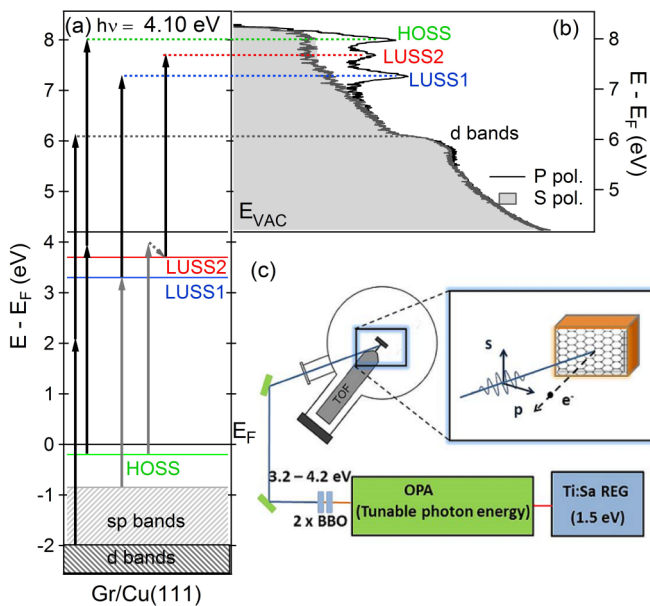 (a) hν = 4.10 eV
8
7
6
5
4
3
2
1
0
-1
-2
E - E_F (eV)
LUSS2
LUSS1
HOSS
sp bands
d bands
Gr/Cu(111)
(b)
HOSS
LUSS2
LUSS1
d bands
P pol.
S pol.
E_VAC
E_F
8
7
6
5
E - E_F (eV)
(c)
TOF
s
p
e-
3.2 – 4.2 eV
2 x BBO
OPA
(Tunable photon energy)
Ti:Sa REG
(1.5 eV)